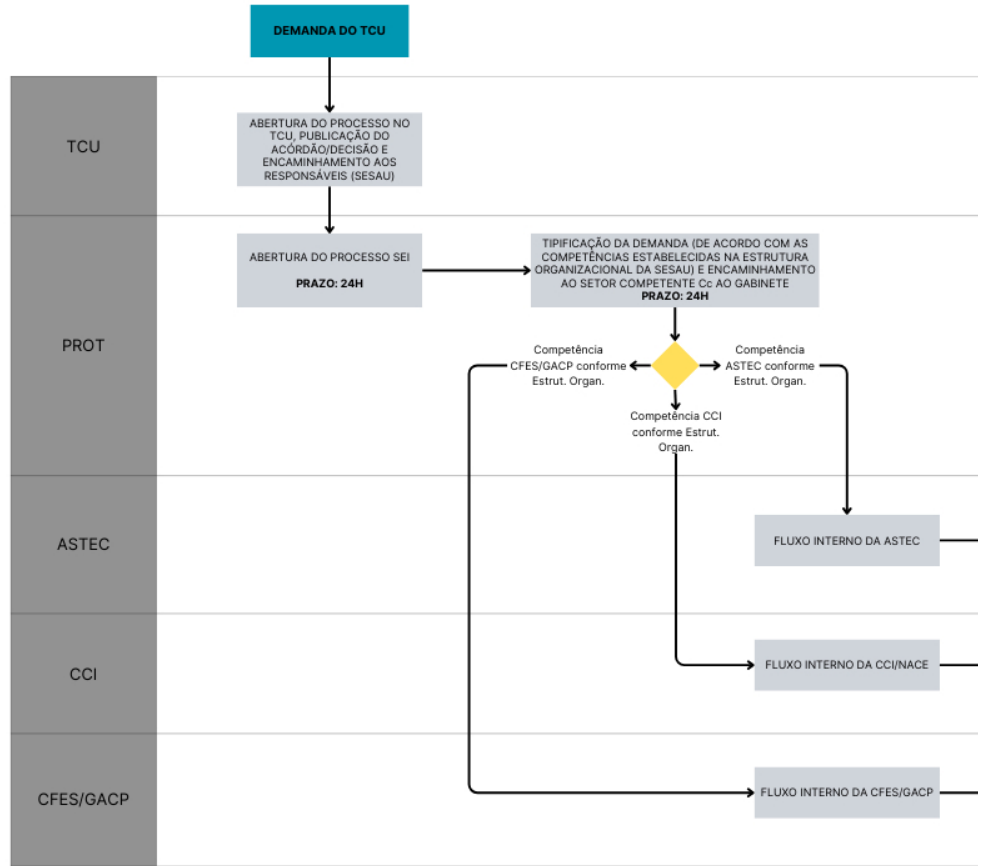 DEMANDA DO TCU
TCU
ABERTURA DO PROCESSO NO
TCU, PUBLICAÇÃO DO
ACÓRDÃO/DECISÃO E
ENCAMINHAMENTO AOS
RESPONSÁVEIS (SESAU)
PROT
ABERTURA DO PROCESSO SEI
PRAZO: 24H
TIPIFICAÇÃO DA DEMANDA (DE ACORDO COM AS
COMPETÊNCIAS ESTABELECIDAS NA ESTRUTURA
ORGANIZACIONAL DA SESAU) E ENCAMINHAMENTO
AO SETOR COMPETENTE Cc AO GABINETE
PRAZO: 24H
Competência
CFES/GACP conforme
Estrut. Organ.
Competência
ASTEC conforme
Estrut. Organ.
Competência CCI
conforme Estrut.
Organ.
ASTEC
FLUXO INTERNO DA ASTEC
CCI
FLUXO INTERNO DA CCI/NACE
CFES/GACP
FLUXO INTERNO DA CFES/GACP